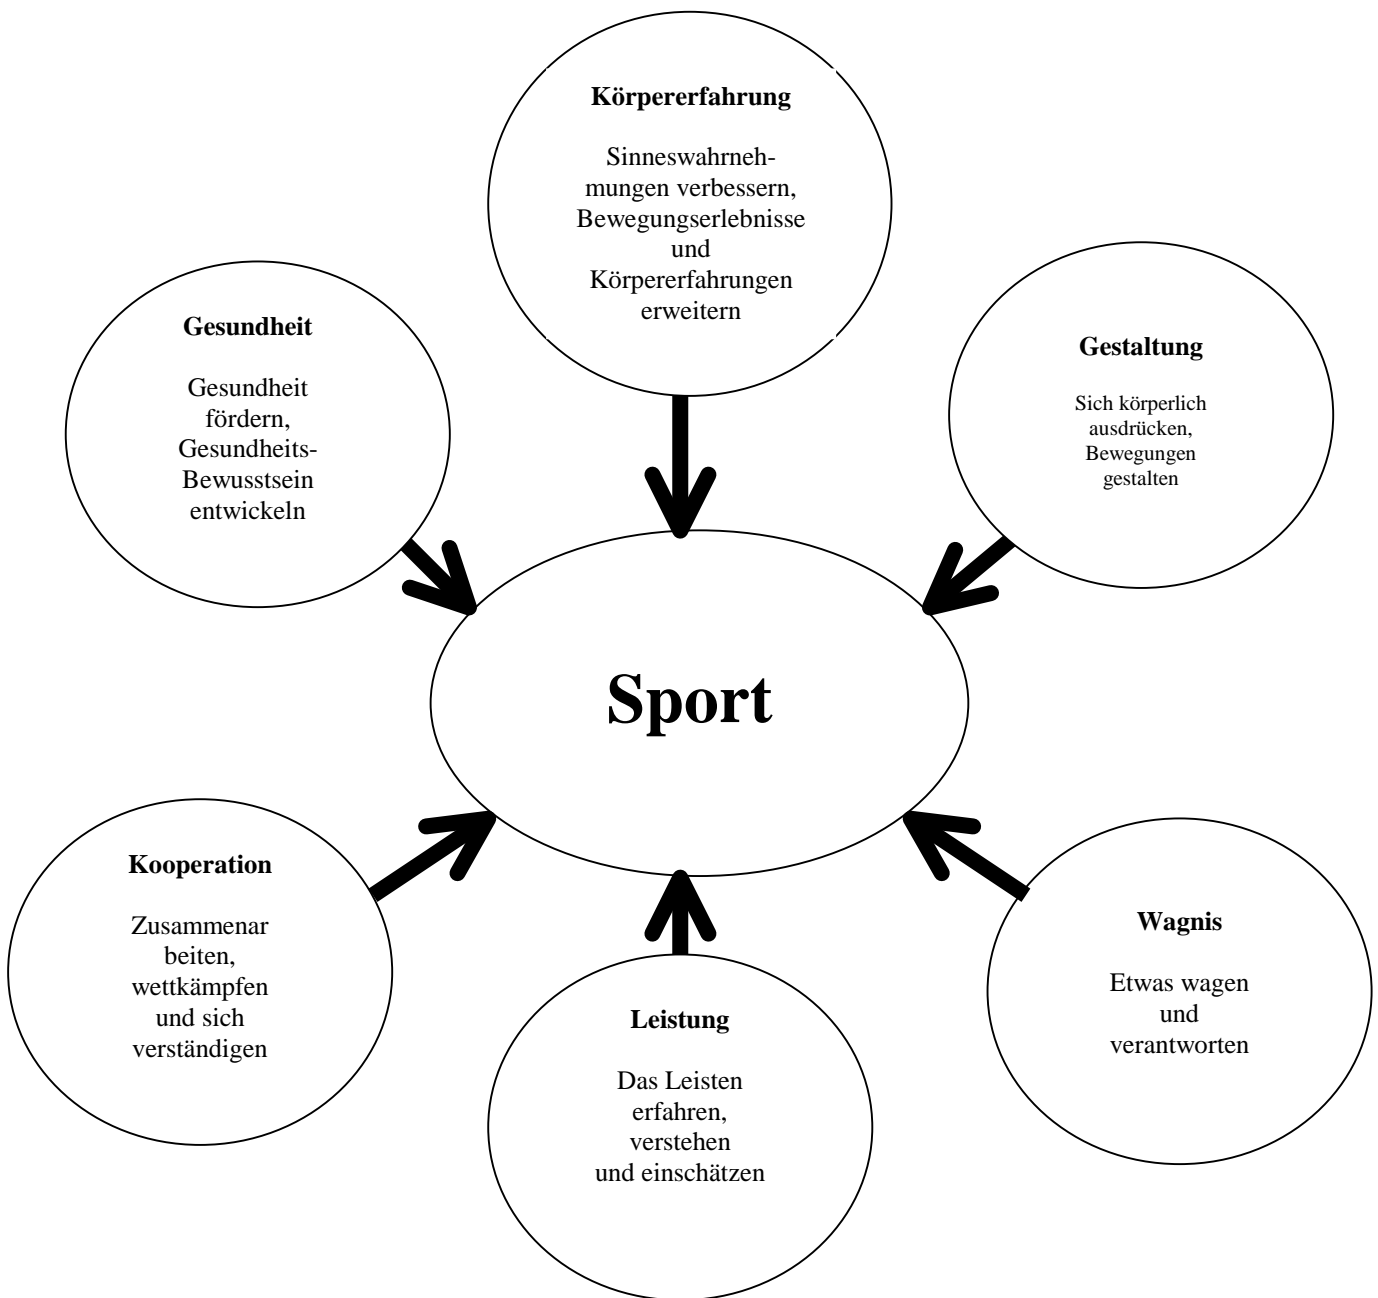 Körpererfahrung
Sinneswahrneh-
mungen verbessern,
Bewegungserlebnisse
und
Körpererfahrungen
erweitern
Gesundheit
Gesundheit
fördern,
Gesundheits-
Bewusstsein
entwickeln
Gestaltung
Sich körperlich
ausdrücken,
Bewegungen
gestalten
Sport
Kooperation
Zusammenar
beiten,
wettkämpfen
und sich
verständigen
Leistung
Das Leisten
erfahren,
verstehen
und einschätzen
Wagnis
Etwas wagen
und
verantworten